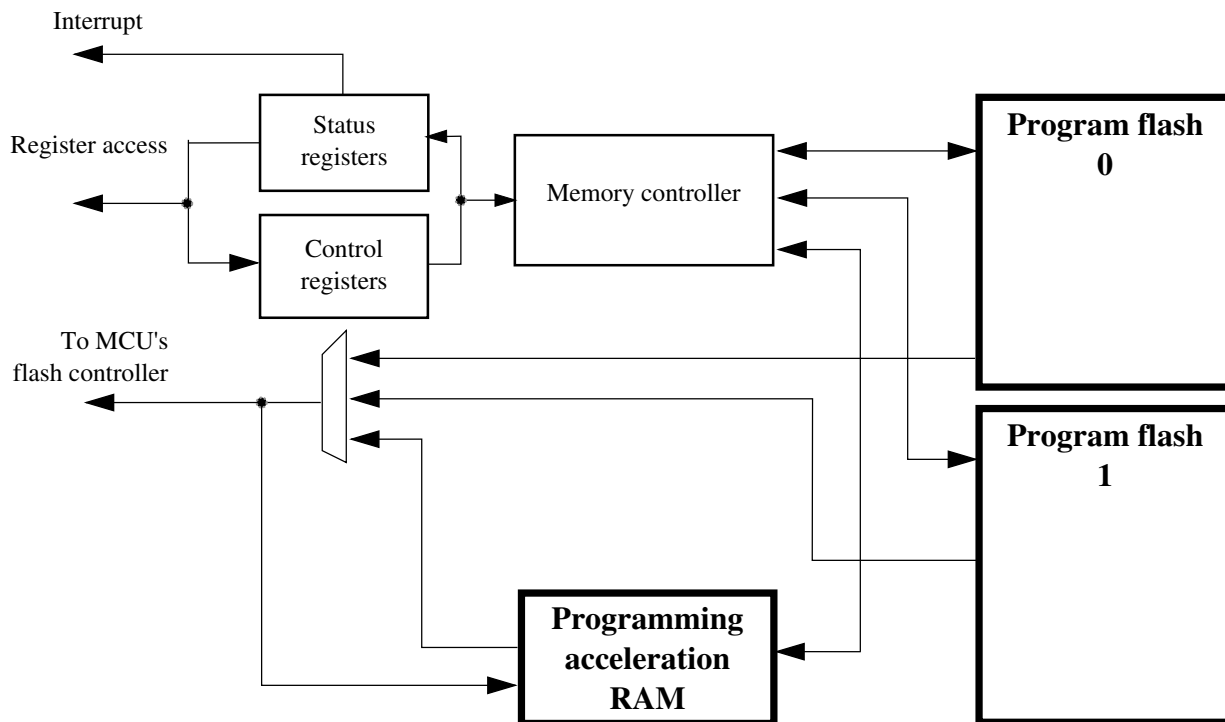 Interrupt
Register access
Status
registers
Control
registers
Memory controller
Program flash
0
To MCU's
flash controller
Program flash
1
Programming
acceleration
RAM